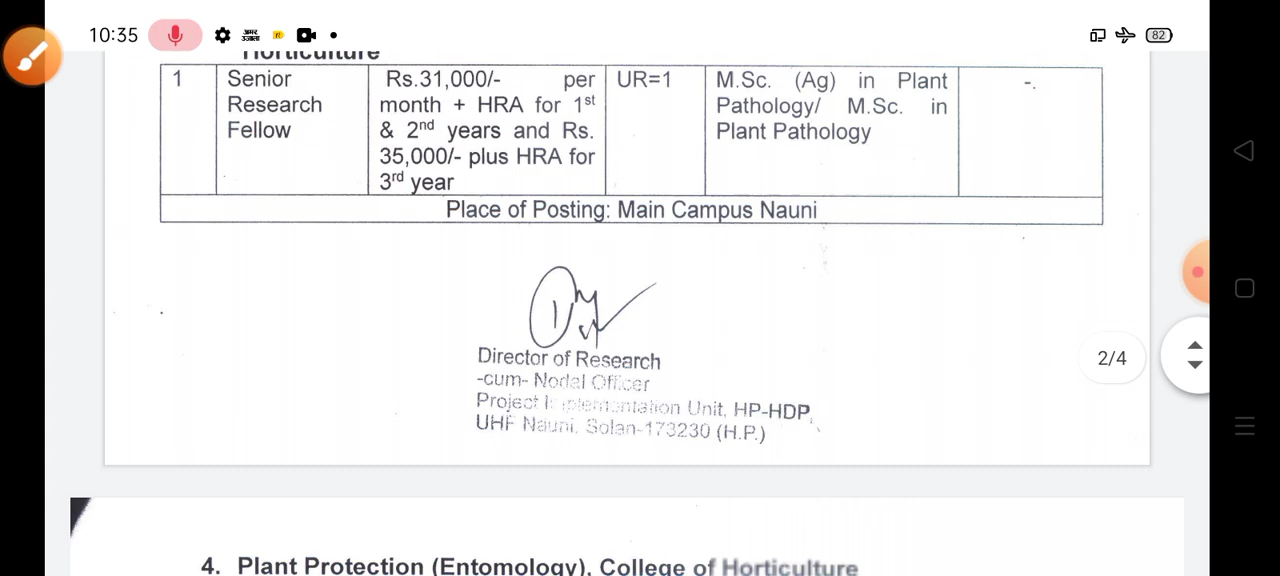 10:35
82
Horticulture
1 Senior Research Fellow Rs.31,000/- per month + HRA for 1st & 2nd years and Rs. 35,000/- plus HRA for 3rd year UR=1 M.Sc. (Ag) in Plant Pathology/ M.Sc. in Plant Pathology -.
Place of Posting: Main Campus Nauni
Director of Research
-cum- Nodal Officer
Project Implementation Unit, HP-HDP,
UHF Nauni, Solan-173230 (H.P.)
2/4
4. Plant Protection (Entomology), College of Horticulture